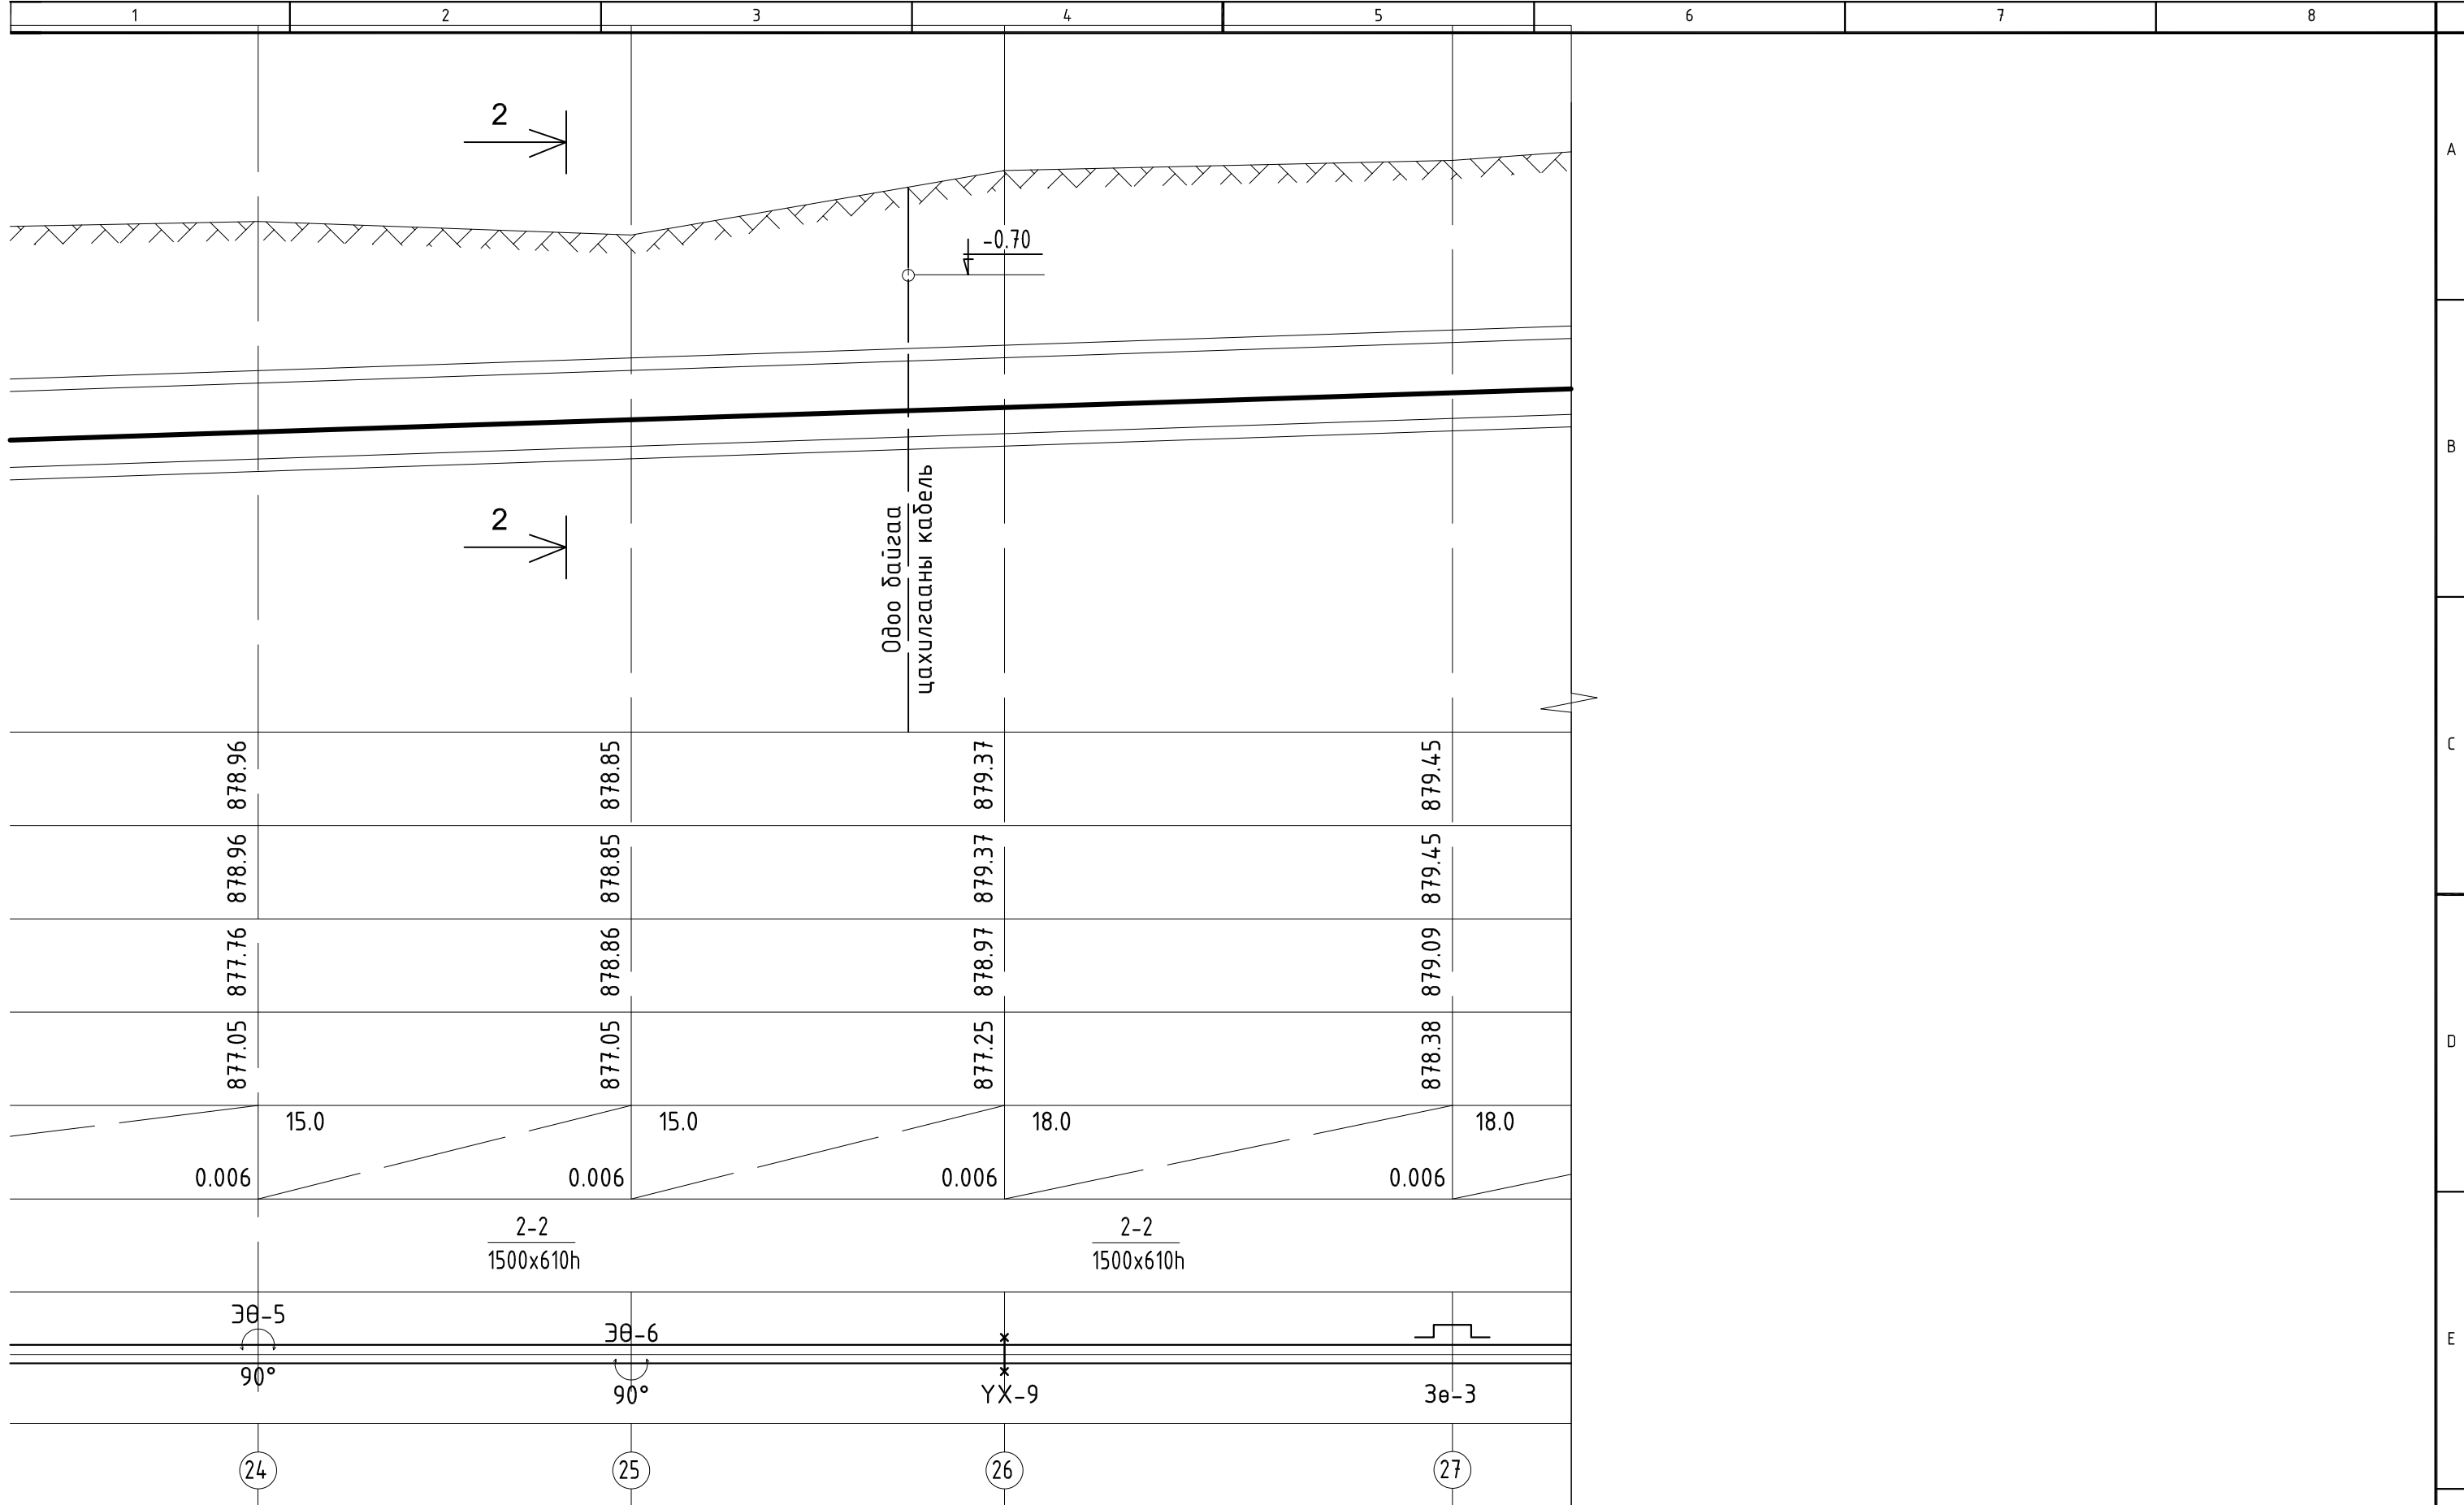 1 2 3 4 5 6 7 8
A
2
-0.70
B
2
Одоо байгаа
цахилгааны кабель
C
878.96 878.85 879.37 879.45
878.96 878.85 879.37 879.45
877.76 878.86 878.97 879.09
D
877.05 877.05 877.25 878.38
15.0 15.0 18.0 18.0
0.006 0.006 0.006 0.006
2-2 2-2
1500x610h 1500x610h
ЭӨ-5 ЭӨ-6
E
90° 90° YX-9 Зө-3
24 25 26 27